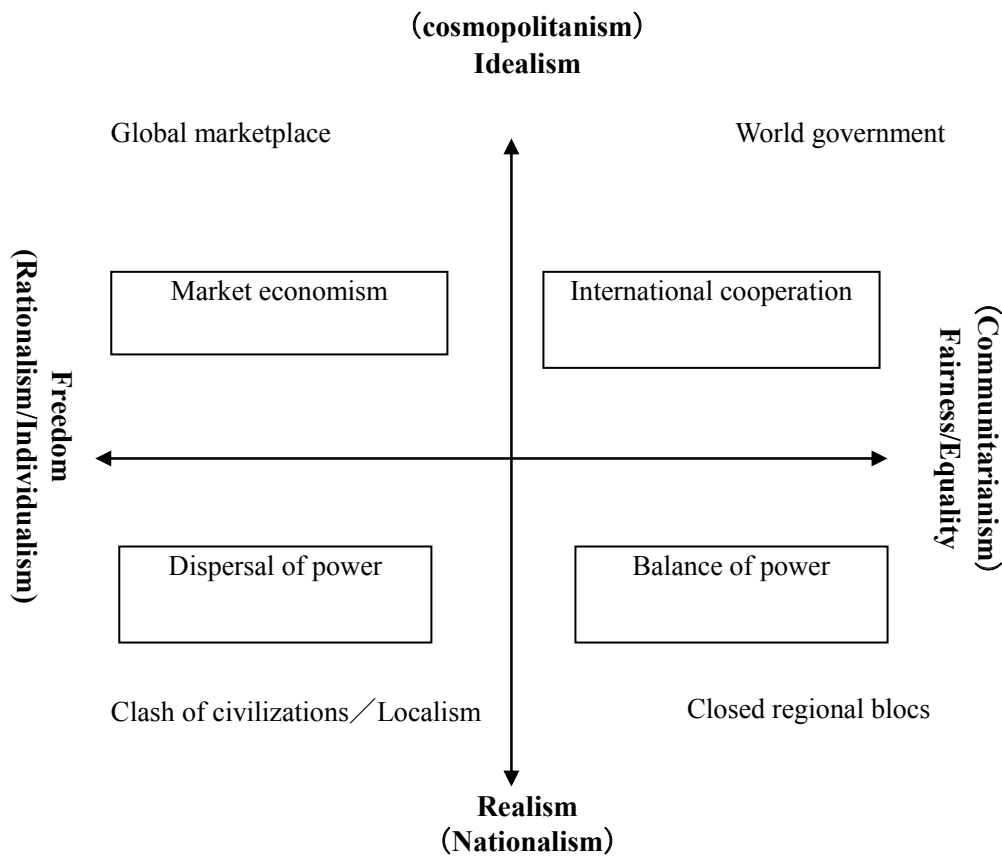 （cosmopolitanism）
Idealism
Global marketplace
World government
Market economism
International cooperation
Freedom
(Rationalism/Individualism)
(Communitarianism)
Fairness/Equality
Dispersal of power
Balance of power
Clash of civilizations／Localism
Closed regional blocs
Realism
（Nationalism）